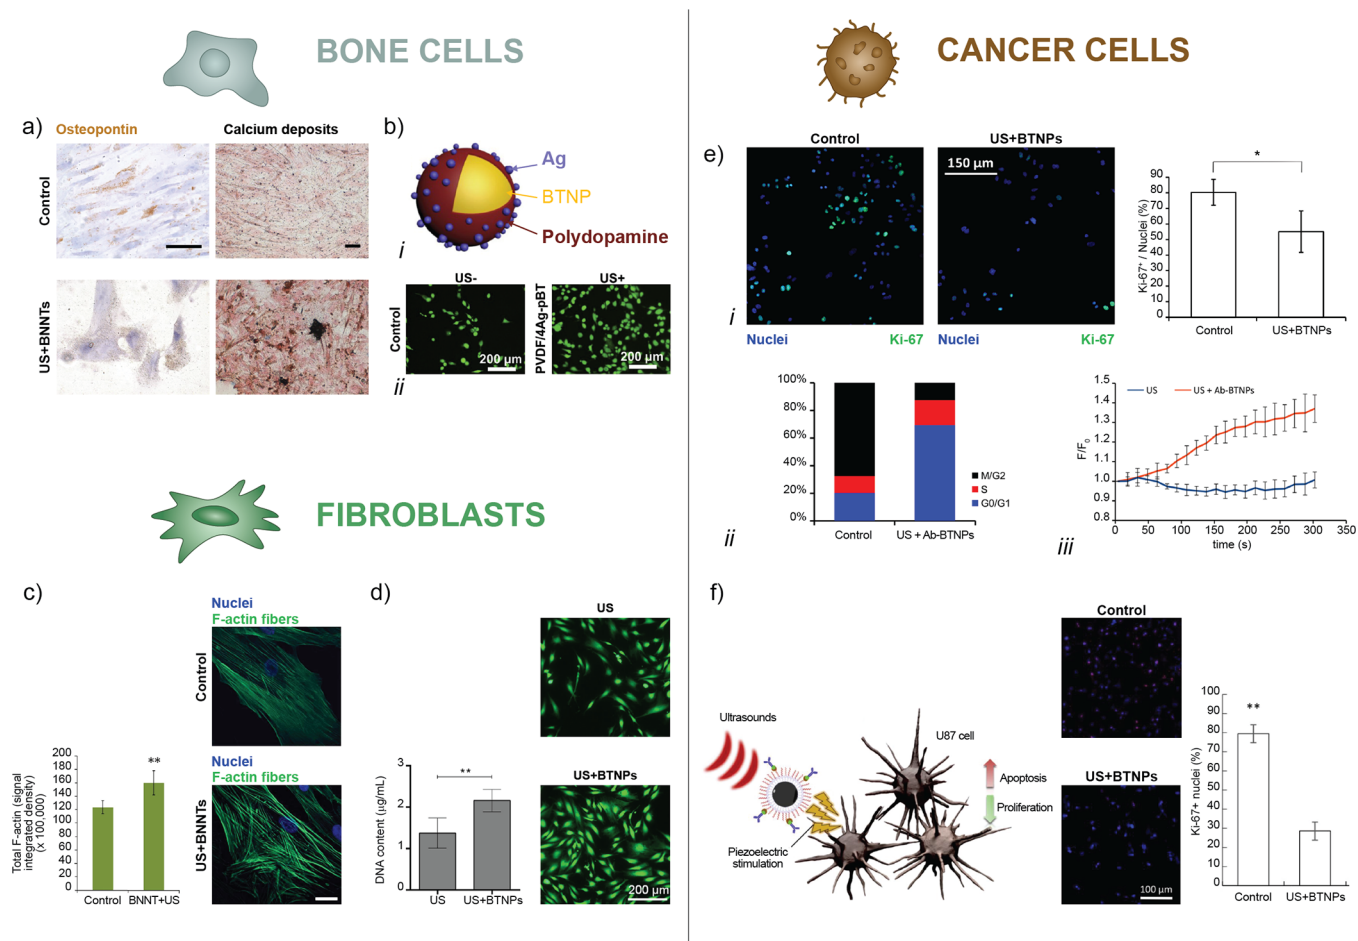 BONE CELLS
a)
Osteopontin
Calcium deposits
Control
US+BNNTs
b)
Ag
BTNP
Polydopamine
i
US-
US+
Control
PVDF/4Ag-pBT
200 µm
200 µm
ii
FIBROBLASTS
c)
Total F-actin (signal
integrated density)
(x 100,000)
200
180
160
140
120
100
80
60
40
20
0
**
Control
BNNT+US
Nuclei
F-actin fibers
Control
Nuclei
F-actin fibers
US+BNNTs
d)
DNA content (µg/mL)
3
2
1
0
**
US
US+BTNPs
US
US+BTNPs
200 µm
CANCER CELLS
e)
Control
US+BTNPs
150 µm
i
Nuclei
Ki-67
Nuclei
Ki-67
Ki-67⁺ / Nuclei (%)
90
80
70
60
50
40
30
20
10
0
*
Control
US+BTNPs
100%
80%
60%
40%
20%
0%
M/G2
S
G0/G1
ii
Control
US + Ab-BTNPs
F/F₀
1.5
1.4
1.3
1.2
1.1
1.0
0.9
0.8
US
US + Ab-BTNPs
0
50
100
150
200
250
300
350
time (s)
iii
f)
Ultrasounds
U87 cell
Apoptosis
Proliferation
Piezoelectric
stimulation
Control
US+BTNPs
100 µm
Ki-67+ nuclei (%)
100
90
80
70
60
50
40
30
20
10
0
**
Control
US+BTNPs